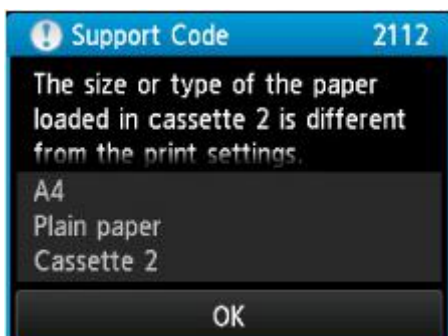 Support Code 2112
The size or type of the paper
loaded in cassette 2 is different
from the print settings.
A4
Plain paper
Cassette 2
OK